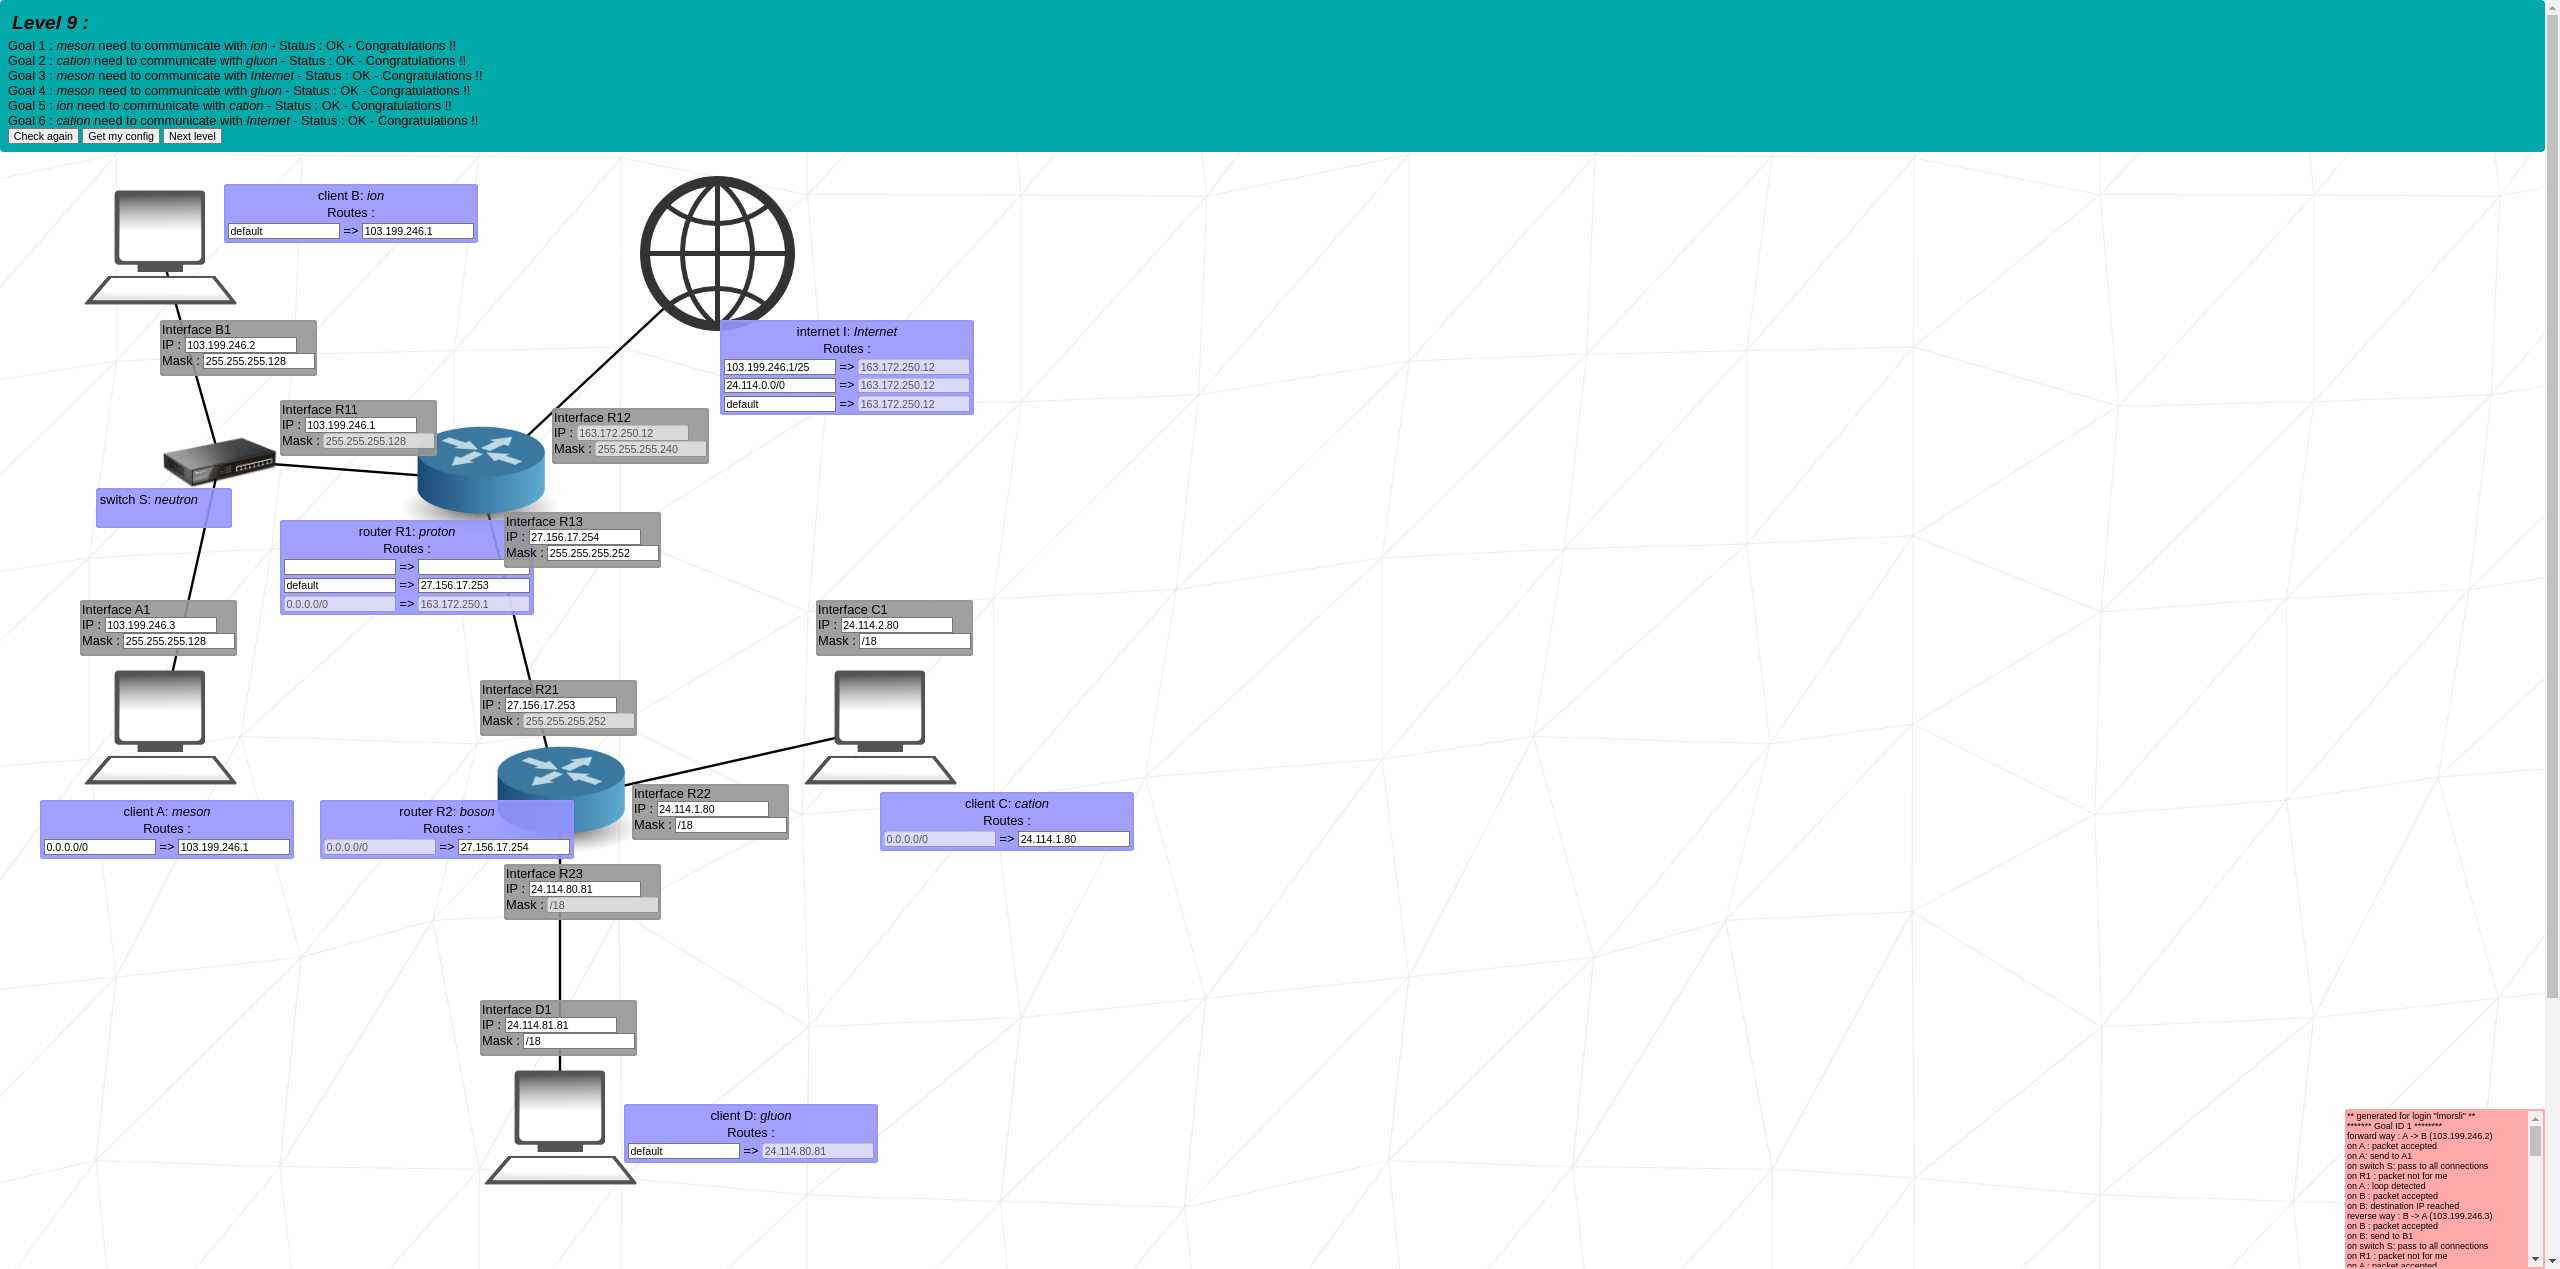 Level 9 :
Goal 1 : meson need to communicate with ion - Status : OK - Congratulations !!
Goal 2 : cation need to communicate with gluon - Status : OK - Congratulations !!
Goal 3 : meson need to communicate with Internet - Status : OK - Congratulations !!
Goal 4 : meson need to communicate with gluon - Status : OK - Congratulations !!
Goal 5 : ion need to communicate with cation - Status : OK - Congratulations !!
Goal 6 : cation need to communicate with Internet - Status : OK - Congratulations !!
Check again Get my config Next level
client B: ion
Routes :
default => 103.199.246.1
Interface B1
IP : 103.199.246.2
Mask : 255.255.255.128
internet I: Internet
Routes :
103.199.246.1/25 => 163.172.250.12
24.114.0.0/0 => 163.172.250.12
default => 163.172.250.12
Interface R11
IP : 103.199.246.1
Mask : 255.255.255.128
Interface R12
IP : 163.172.250.12
Mask : 255.255.255.240
switch S: neutron
router R1: proton
Routes :
=>
default => 27.156.17.253
0.0.0.0/0 => 163.172.250.1
Interface R13
IP : 27.156.17.254
Mask : 255.255.255.252
Interface A1
IP : 103.199.246.3
Mask : 255.255.255.128
Interface C1
IP : 24.114.2.80
Mask : /18
Interface R21
IP : 27.156.17.253
Mask : 255.255.255.252
client A: meson
Routes :
0.0.0.0/0 => 103.199.246.1
router R2: boson
Routes :
0.0.0.0/0 => 27.156.17.254
Interface R22
IP : 24.114.1.80
Mask : /18
client C: cation
Routes :
0.0.0.0/0 => 24.114.1.80
Interface R23
IP : 24.114.80.81
Mask : /18
Interface D1
IP : 24.114.81.81
Mask : /18
client D: gluon
Routes :
default => 24.114.80.81
** generated for login "lmorsli" **
******* Goal ID 1 ********
forward way : A -> B (103.199.246.2)
on A : packet accepted
on A: send to A1
on switch S: pass to all connections
on R1 : packet not for me
on A : loop detected
on B : packet accepted
on B: destination IP reached
reverse way : B -> A (103.199.246.3)
on B : packet accepted
on B: send to B1
on switch S: pass to all connections
on R1 : packet not for me
on A : packet accepted